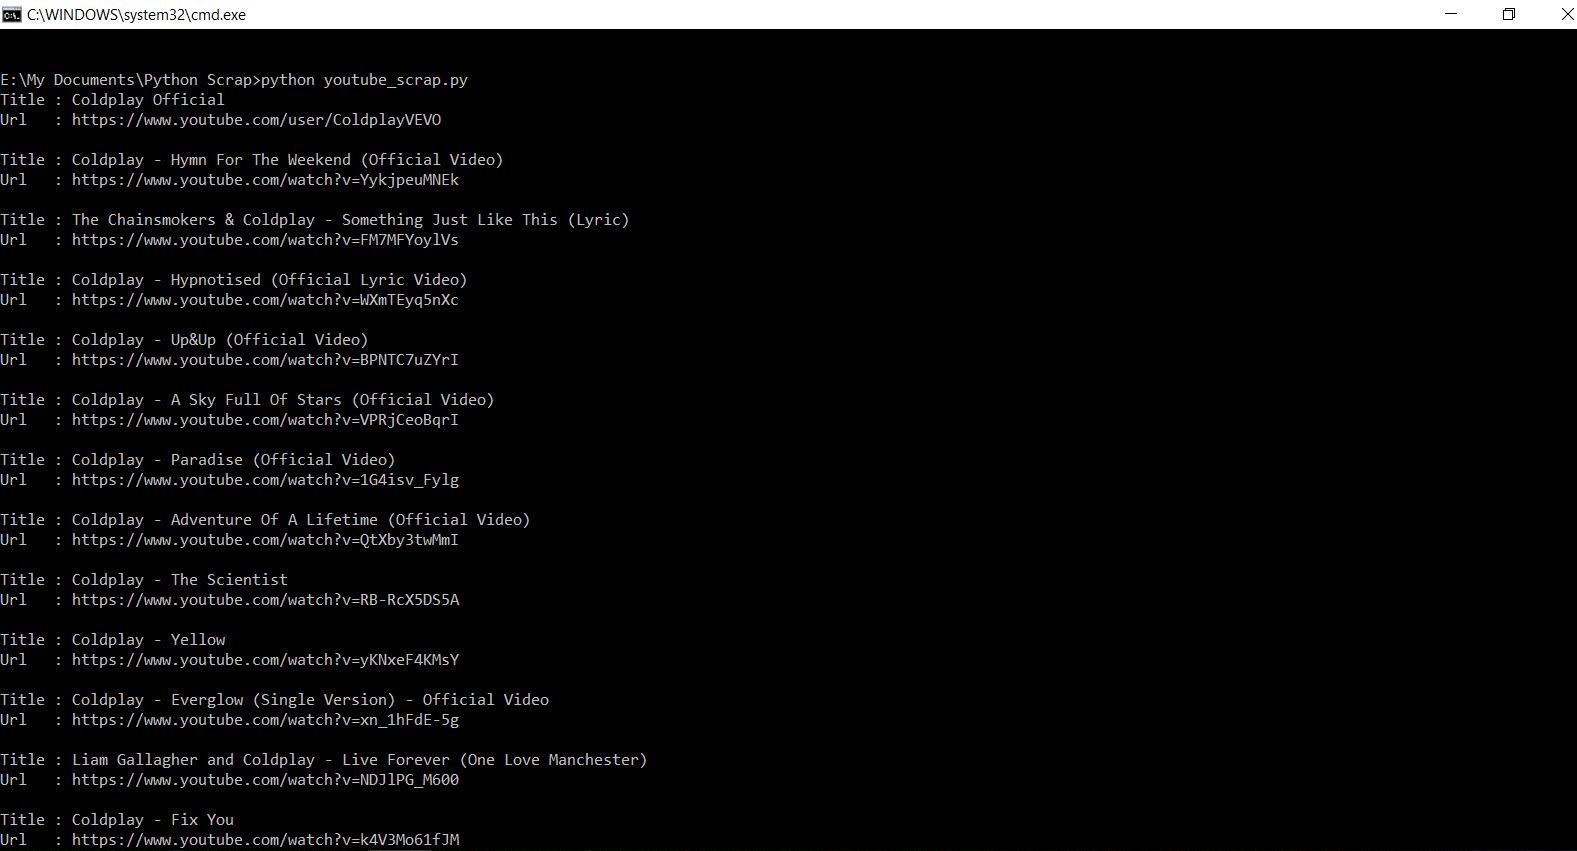 C:\WINDOWS\system32\cmd.exe
E:\My Documents\Python Scrap>python youtube_scrap.py
Title : Coldplay Official
Url   : https://www.youtube.com/user/ColdplayVEVO
Title : Coldplay - Hymn For The Weekend (Official Video)
Url   : https://www.youtube.com/watch?v=YykjpeuMNEk
Title : The Chainsmokers & Coldplay - Something Just Like This (Lyric)
Url   : https://www.youtube.com/watch?v=FM7MFYoylVs
Title : Coldplay - Hypnotised (Official Lyric Video)
Url   : https://www.youtube.com/watch?v=WXmTEyq5nXc
Title : Coldplay - Up&Up (Official Video)
Url   : https://www.youtube.com/watch?v=BPNTC7uZYrI
Title : Coldplay - A Sky Full Of Stars (Official Video)
Url   : https://www.youtube.com/watch?v=VPRjCeoBqrI
Title : Coldplay - Paradise (Official Video)
Url   : https://www.youtube.com/watch?v=1G4isv_Fylg
Title : Coldplay - Adventure Of A Lifetime (Official Video)
Url   : https://www.youtube.com/watch?v=QtXby3twMmI
Title : Coldplay - The Scientist
Url   : https://www.youtube.com/watch?v=RB-RcX5DS5A
Title : Coldplay - Yellow
Url   : https://www.youtube.com/watch?v=yKNxeF4KMsY
Title : Coldplay - Everglow (Single Version) - Official Video
Url   : https://www.youtube.com/watch?v=xn_1hFdE-5g
Title : Liam Gallagher and Coldplay - Live Forever (One Love Manchester)
Url   : https://www.youtube.com/watch?v=NDJlPG_M600
Title : Coldplay - Fix You
Url   : https://www.youtube.com/watch?v=k4V3Mo61fJM